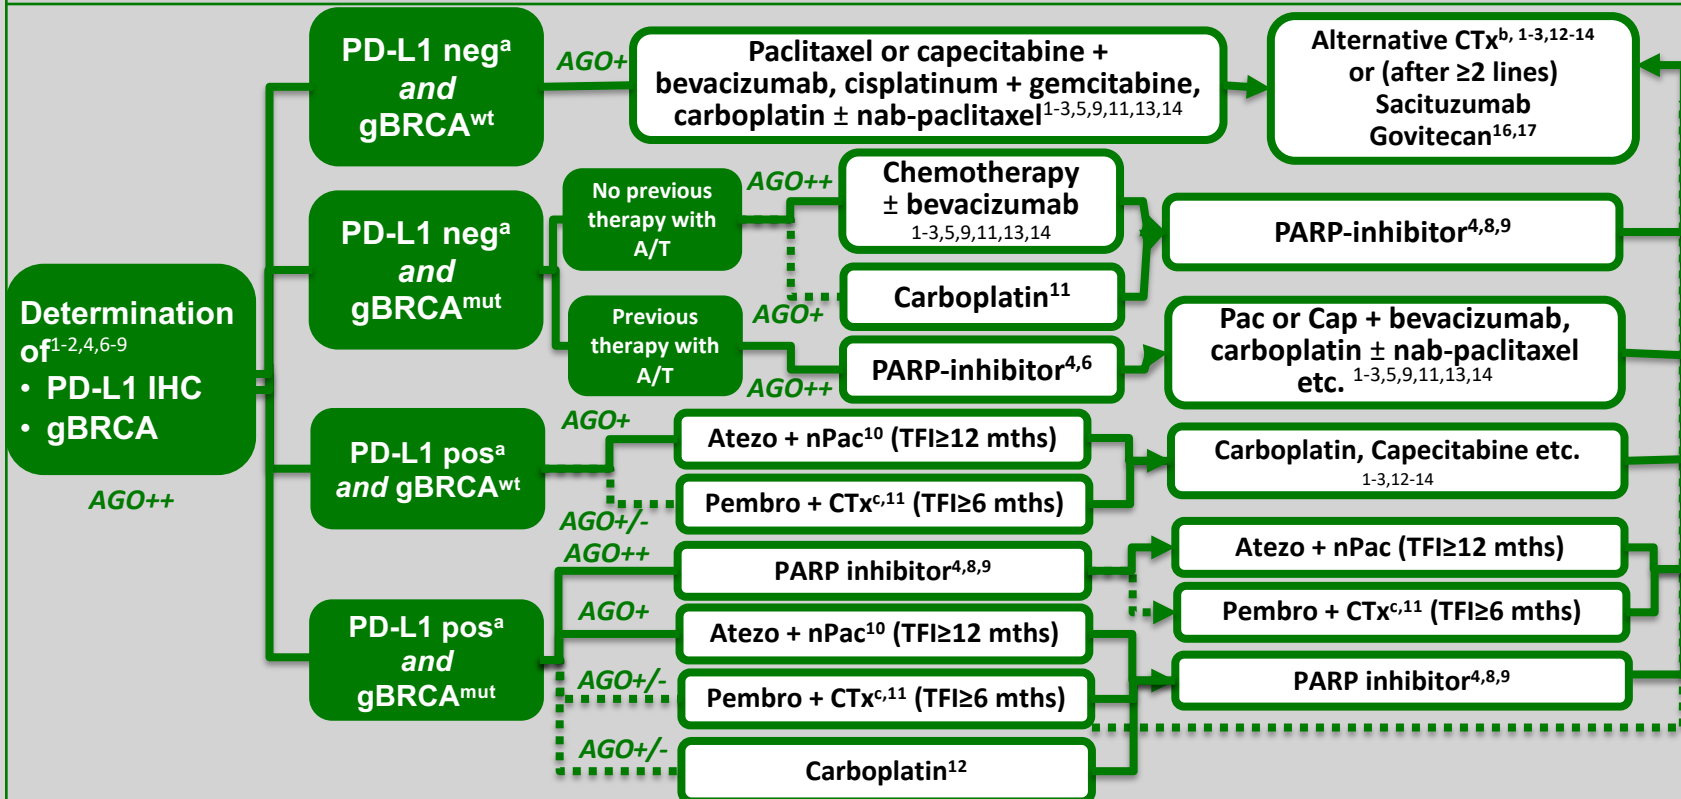 Determination
of1-2,4,6-9
• PD-L1 IHC
• gBRCA
AGO++
PD-L1 nega
and
gBRCAwt
AGO+
Paclitaxel or capecitabine +
bevacizumab, cisplatinum + gemcitabine,
carboplatin ± nab-paclitaxel1-3,5,9,11,13,14
Alternative CTxb, 1-3,12-14
or (after ≥2 lines)
Sacituzumab
Govitecan16,17
PD-L1 nega
and
gBRCAmut
No previous
therapy with
A/T
AGO++
Chemotherapy
± bevacizumab
1-3,5,9,11,13,14
AGO+
Carboplatin11
PARP-inhibitor4,8,9
Previous
therapy with
A/T
AGO++
PARP-inhibitor4,6
Pac or Cap + bevacizumab,
carboplatin ± nab-paclitaxel
etc. 1-3,5,9,11,13,14
PD-L1 posa
and gBRCAwt
AGO+
Atezo + nPac10 (TFI≥12 mths)
AGO+/-
Pembro + CTxc,11 (TFI≥6 mths)
Carboplatin, Capecitabine etc.
1-3,12-14
PD-L1 posa
and
gBRCAmut
AGO++
PARP inhibitor4,8,9
Atezo + nPac (TFI≥12 mths)
Pembro + CTxc,11 (TFI≥6 mths)
AGO+
Atezo + nPac10 (TFI≥12 mths)
AGO+/-
Pembro + CTxc,11 (TFI≥6 mths)
AGO+/-
Carboplatin12
PARP inhibitor4,8,9